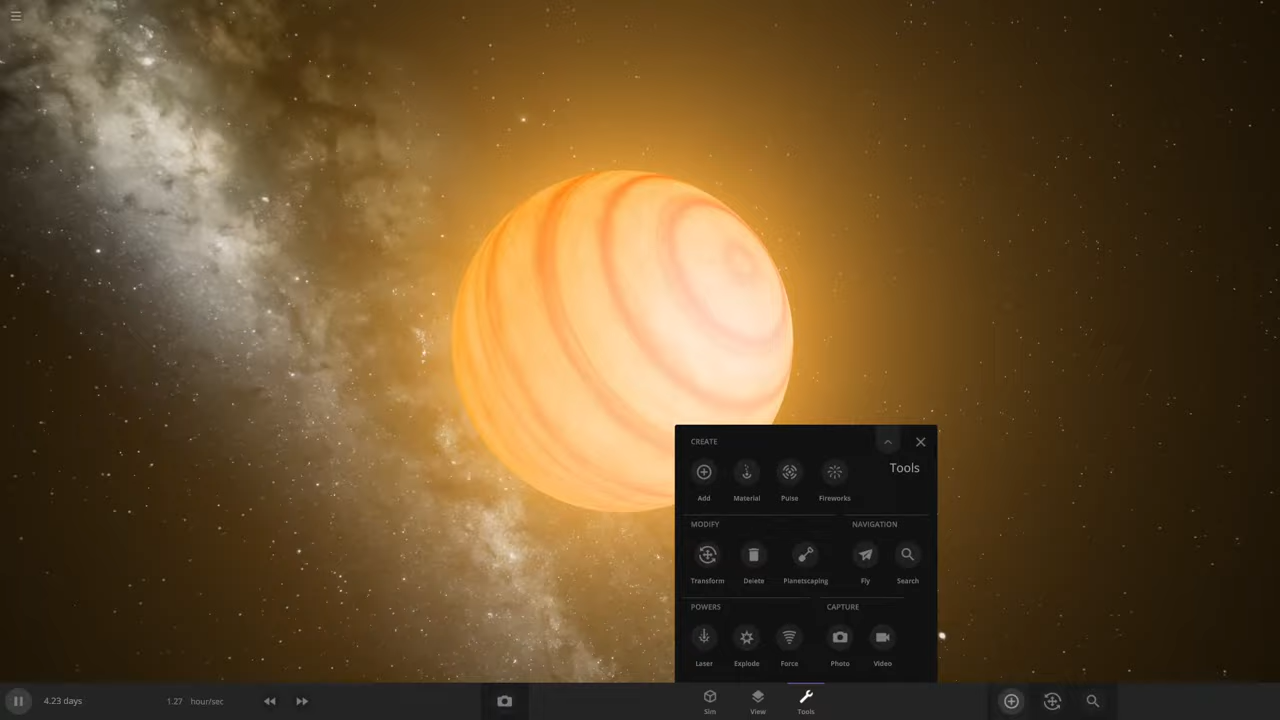 CREATE
Tools
Add Material Pulse Fireworks
MODIFY NAVIGATION
Transform Delete Planetscaping Fly Search
POWERS CAPTURE
Laser Explode Force Photo Video
4.23 days 1.27 hour/sec
Sim View Tools